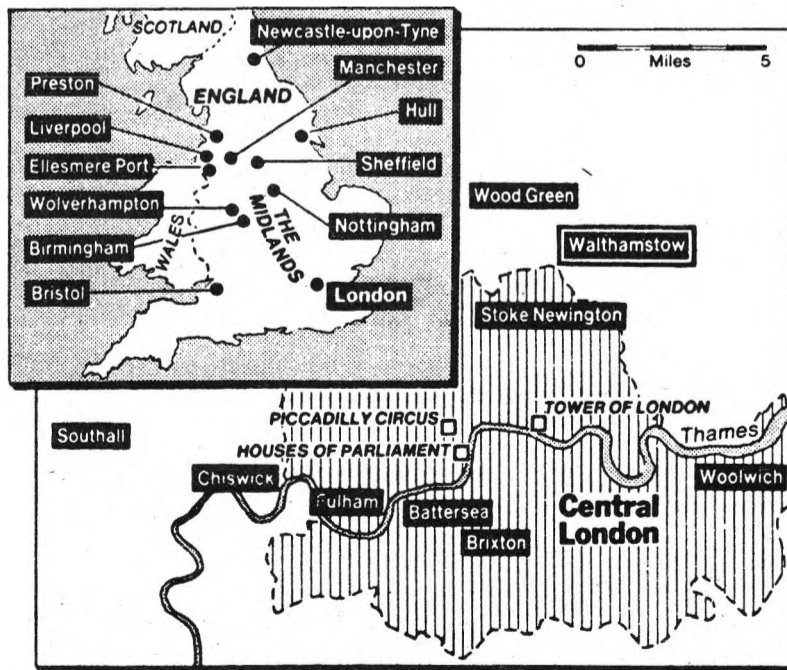 SCOTLAND
Newcastle-upon-Tyne
Manchester
ENGLAND
Preston
Hull
Liverpool
Ellesmere Port
Sheffield
Wolverhampton
Nottingham
THE MIDLANDS
WALES
Birmingham
Bristol
London
0 Miles 5
Wood Green
Walthamstow
Stoke Newington
PICCADILLY CIRCUS
TOWER OF LONDON
Southall
HOUSES OF PARLIAMENT
Thames
Chiswick
Fulham
Battersea
Brixton
Woolwich
Central
London